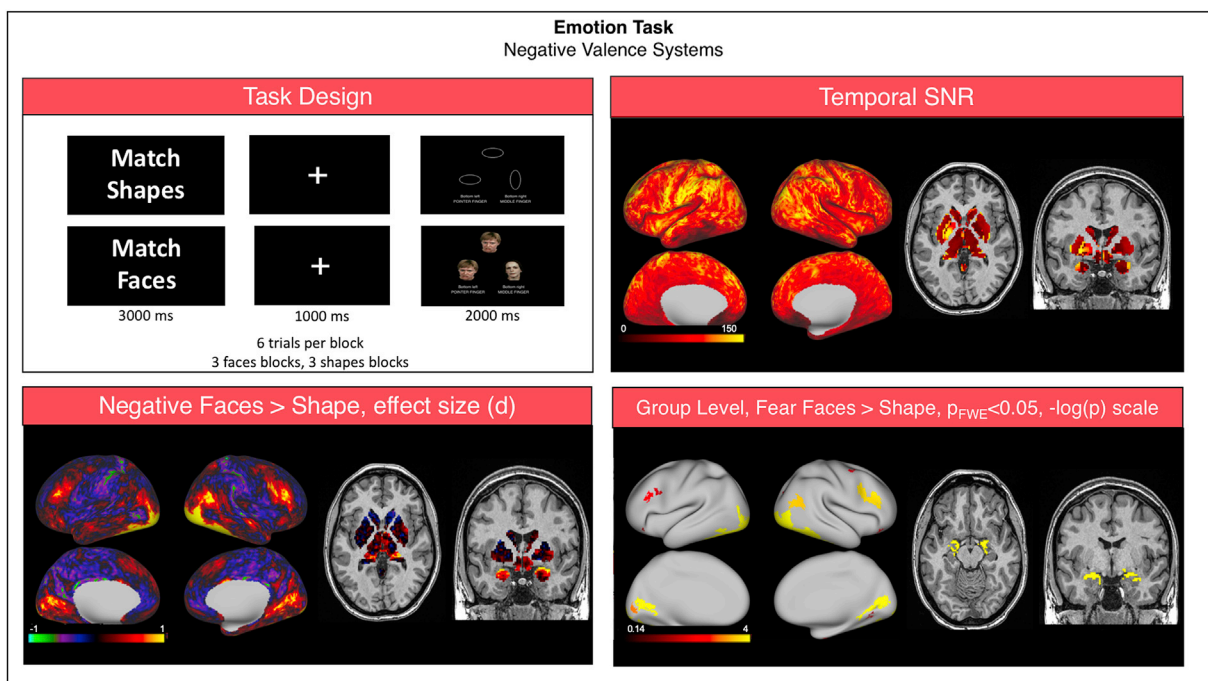 Emotion Task
Negative Valence Systems
Task Design
Match
Shapes
+
Bottom left
POINTER FINGER
Bottom right
MIDDLE FINGER
Match
Faces
+
Bottom left
POINTER FINGER
Bottom right
MIDDLE FINGER
3000 ms
1000 ms
2000 ms
6 trials per block
3 faces blocks, 3 shapes blocks
Temporal SNR
0
150
Negative Faces > Shape, effect size (d)
-1
1
Group Level, Fear Faces > Shape, pFWE<0.05, -log(p) scale
0.14
4